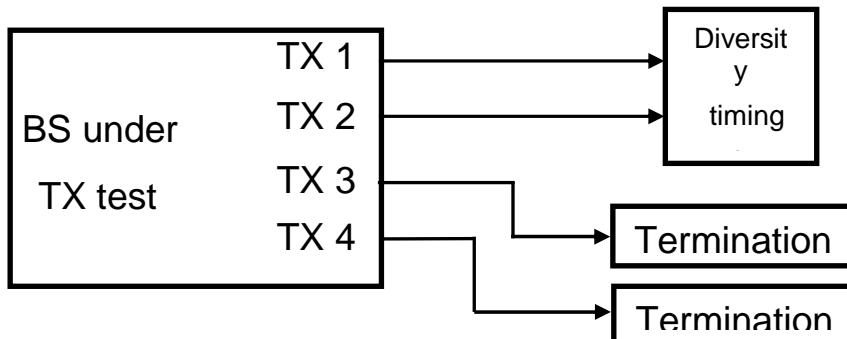 BS under
TX test
TX 1
TX 2
TX 3
TX 4
Diversit
y
timing
Termination
Termination